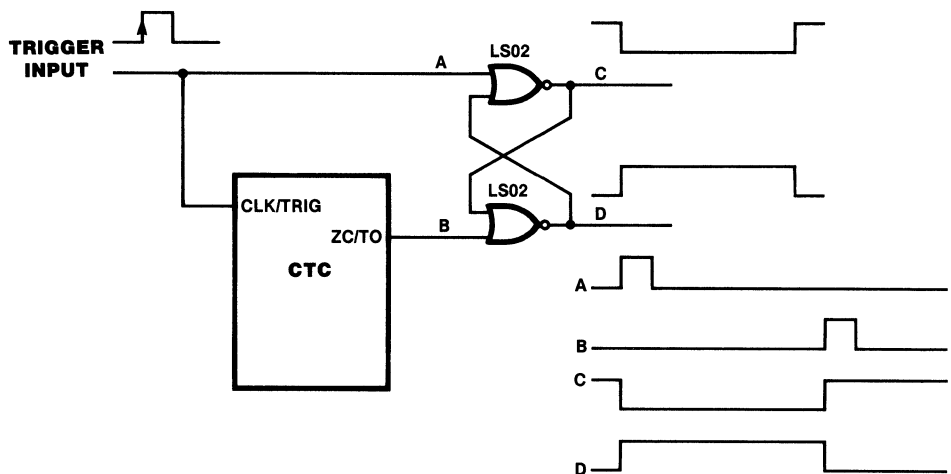 TRIGGER
INPUT
A
LS02
C
CLK/TRIG
ZC/TO
CTC
B
LS02
D
A
B
C
D